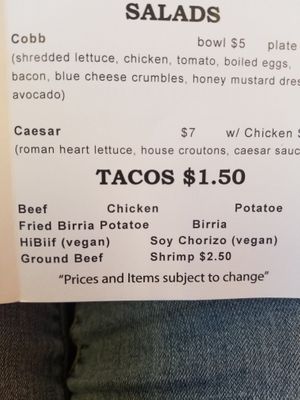 SALADS
Cobb bowl $5 plate
(shredded lettuce, chicken, tomato, boiled eggs,
bacon, blue cheese crumbles, honey mustard dres
avocado)
Caesar $7 w/ Chicken
(roman heart lettuce, house croutons, caesar sauc
TACOS $1.50
Beef Chicken Potatoe
Fried Birria Potatoe Birria
HiBiif (vegan) Soy Chorizo (vegan)
Ground Beef Shrimp $2.50
"Prices and Items subject to change"